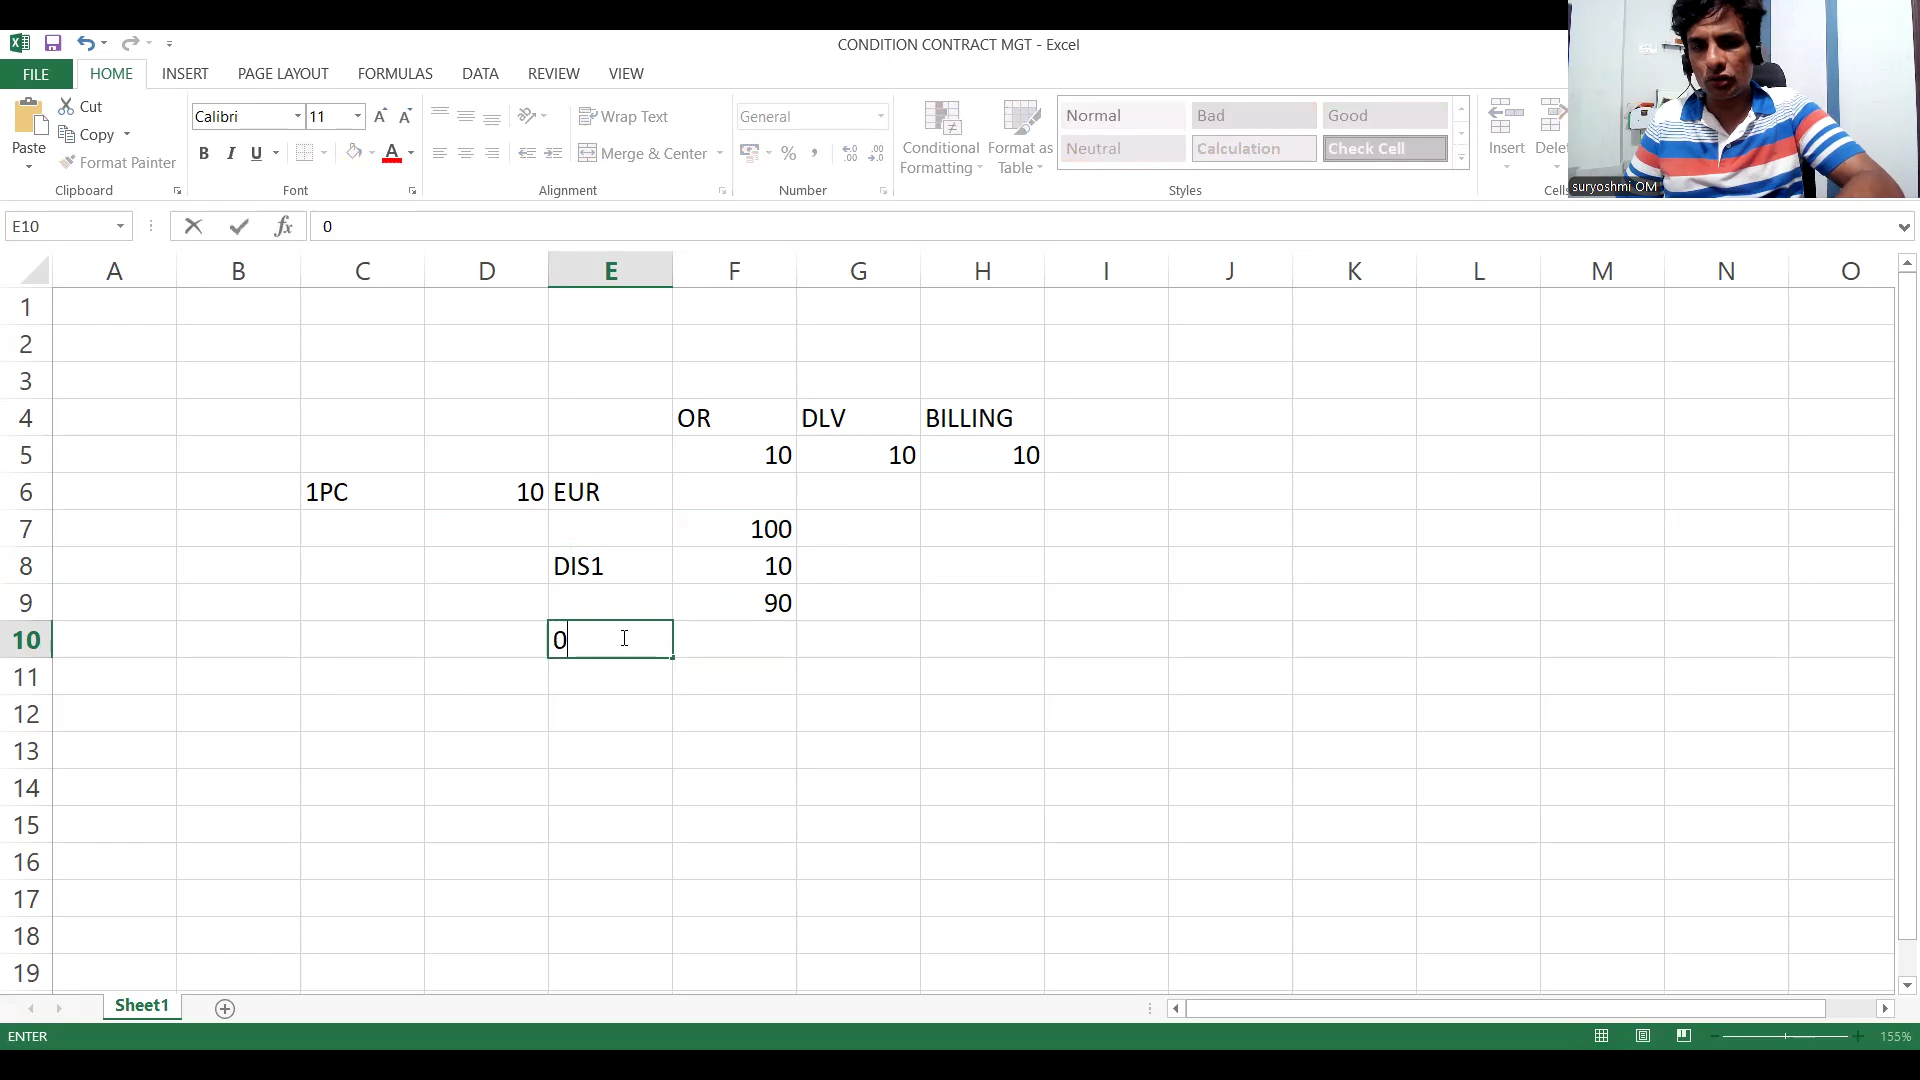 CONDITION CONTRACT MGT - Excel
FILE HOME INSERT PAGE LAYOUT FORMULAS DATA REVIEW VIEW
Paste Cut Copy Format Painter
Clipboard
Calibri 11
B I U A
Font
Wrap Text
Merge & Center
Alignment
General
%
Number
Conditional Formatting
Format as Table
Normal Bad Good
Neutral Calculation Check Cell
Styles
Insert Delet
Cells
suryoshmi OM
E10 fx 0
A B C D E F G H I J K L M N O
1
2
3
4 OR DLV BILLING
5 10 10 10
6 1PC 10 EUR
7 100
8 DIS1 10
9 90
10 0
11
12
13
14
15
16
17
18
19
Sheet1
ENTER 155%